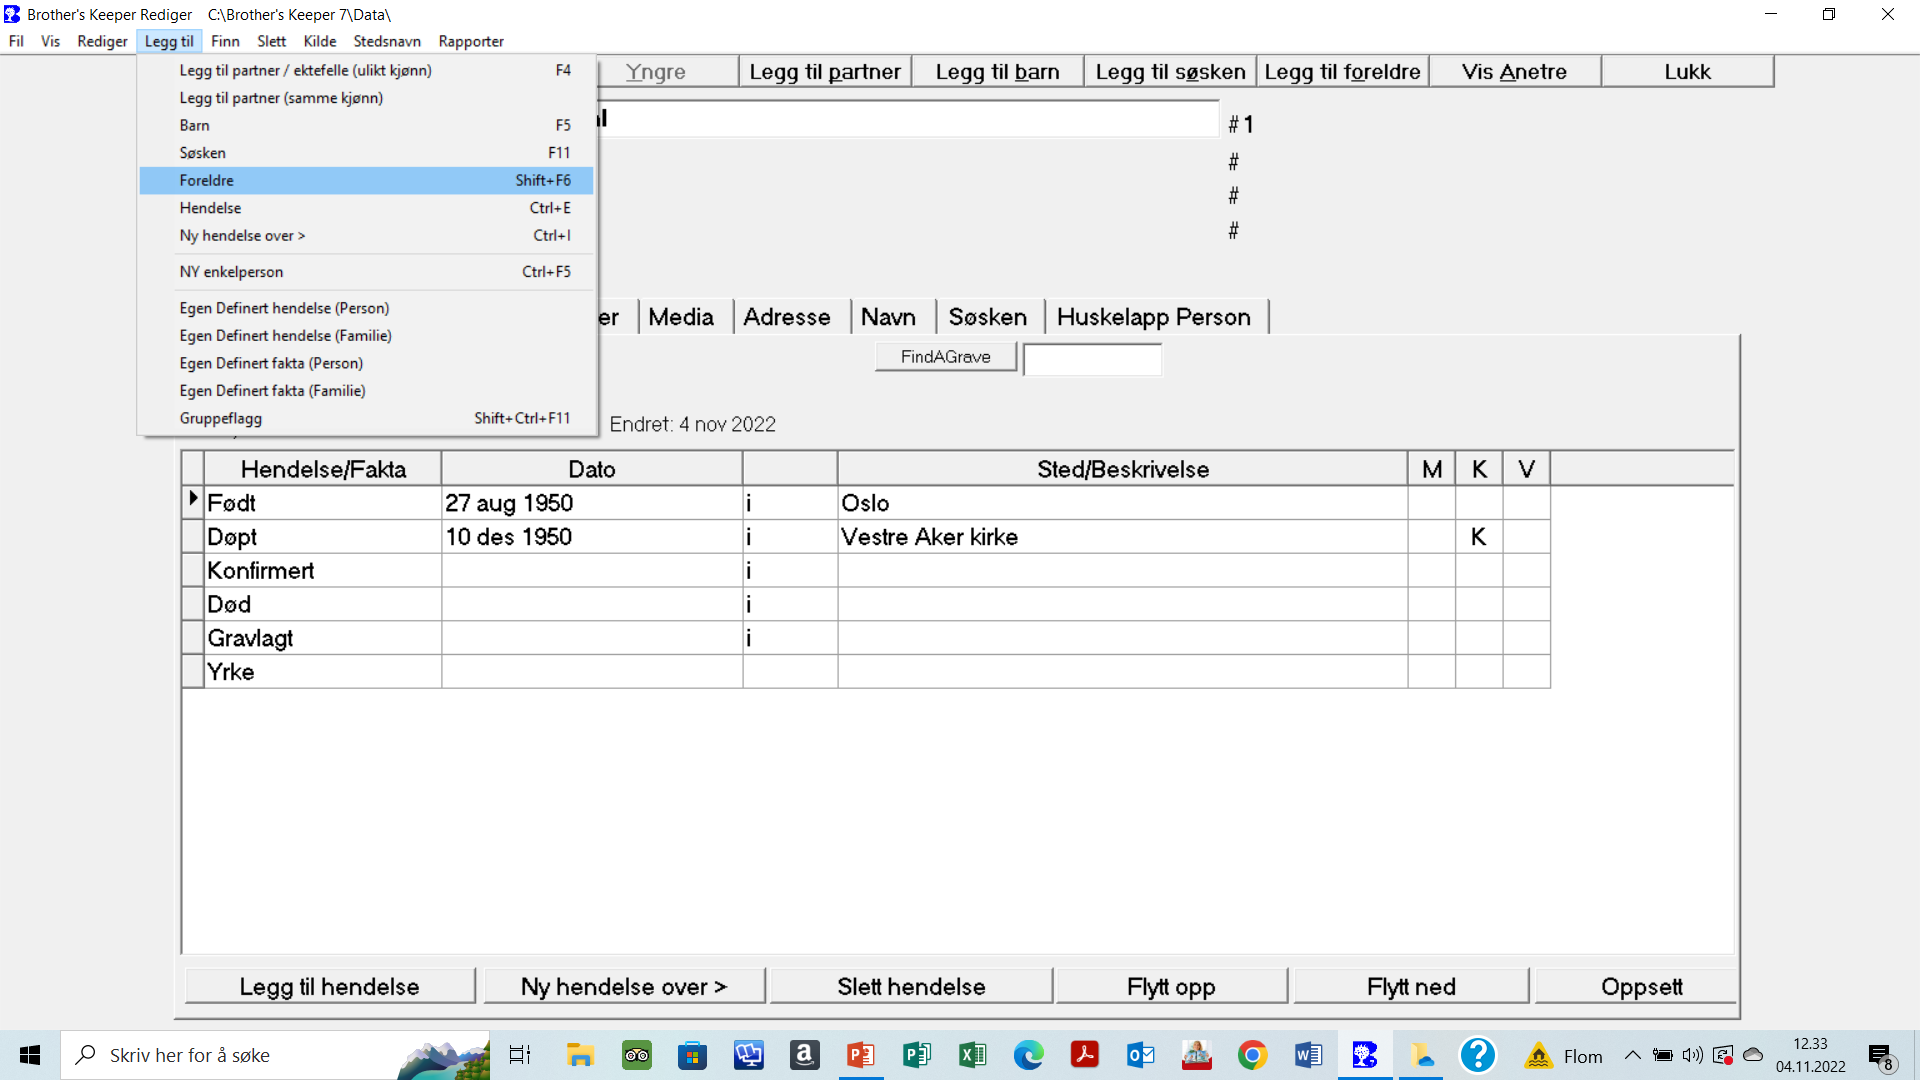 Brother's Keeper Rediger C:\Brother's Keeper 7\Data\
Fil Vis Rediger Legg til Finn Slett Kilde Stedsnavn Rapporter
Legg til partner / ektefelle (ulikt kjønn) F4
Legg til partner (samme kjønn)
Barn F5
Søsken F11
Foreldre Shift+F6
Hendelse Ctrl+E
Ny hendelse over > Ctrl+I
NY enkelperson Ctrl+F5
Egen Definert hendelse (Person)
Egen Definert hendelse (Familie)
Egen Definert fakta (Person)
Egen Definert fakta (Familie)
Gruppeflagg Shift+Ctrl+F11
Yngre Legg til partner Legg til barn Legg til søsken Legg til foreldre Vis Anetre Lukk
# 1
#
#
#
er Media Adresse Navn Søsken Huskelapp Person
FindAGrave
Endret: 4 nov 2022
Hendelse/Fakta Dato Sted/Beskrivelse M K V
Født 27 aug 1950 i Oslo
Døpt 10 des 1950 i Vestre Aker kirke K
Konfirmert i
Død i
Gravlagt i
Yrke
Legg til hendelse Ny hendelse over > Slett hendelse Flytt opp Flytt ned Oppsett
Skriv her for å søke
Flom
12.33
04.11.2022
8